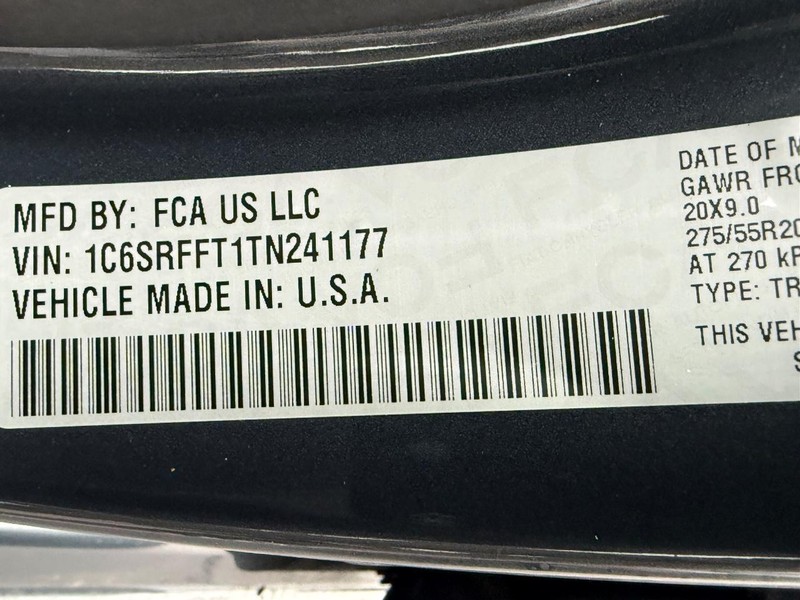 MFD BY: FCA US LLC
VIN: 1C6SRFFT1TN241177
VEHICLE MADE IN: U.S.A.
DATE OF M
GAWR FRO
20X9.0
275/55R20
AT 270 kP
TYPE: TR
THIS VEH
S